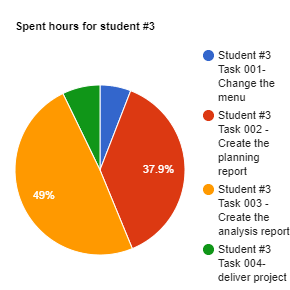 Spent hours for student #3
Student #3
Task 001-
Change the
menu
Student #3
Task 002 -
Create the
planning
report
Student #3
Task 003 -
Create the
analysis report
Student #3
Task 004-
deliver project
37.9%
49%